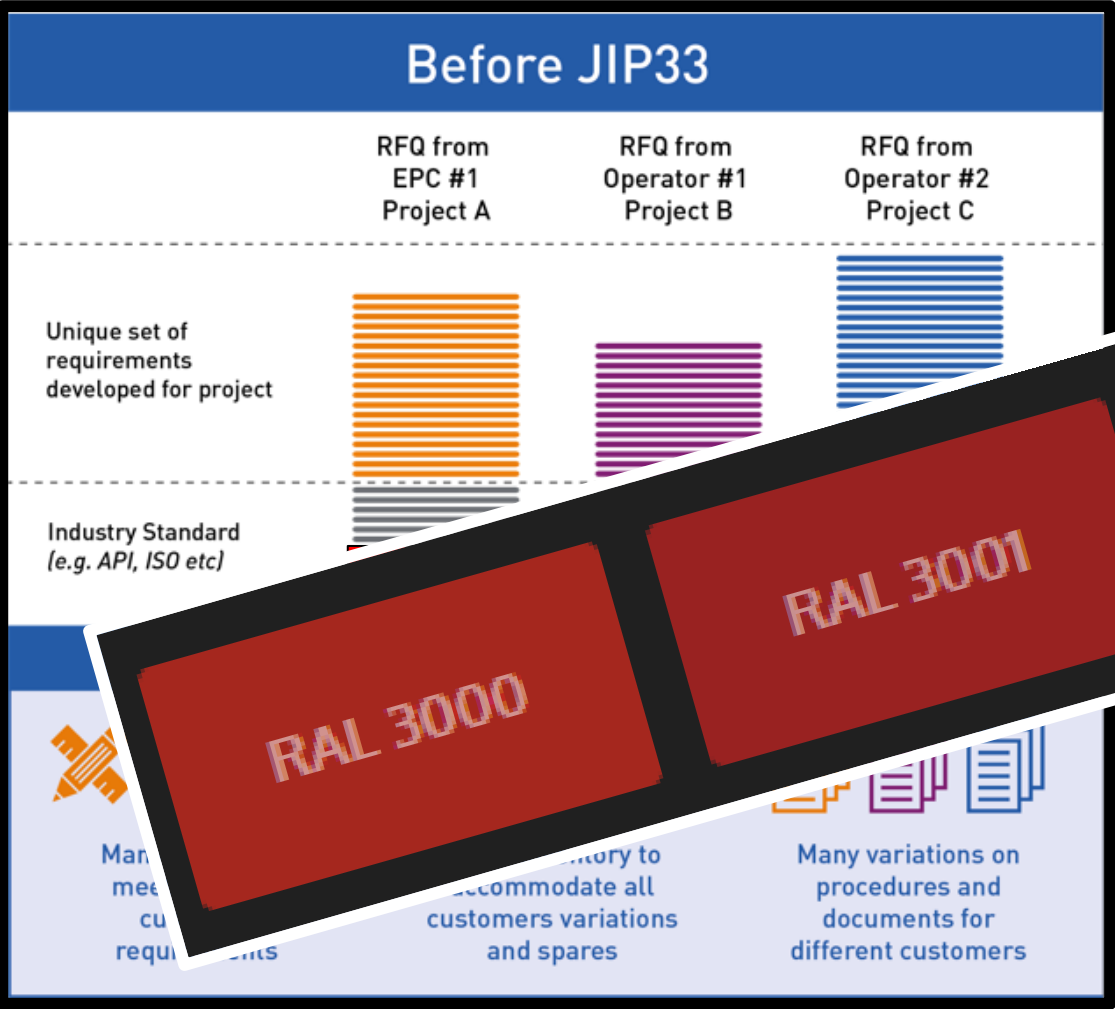 Before JIP33
RFQ from
EPC #1
Project A
RFQ from
Operator #1
Project B
RFQ from
Operator #2
Project C
Unique set of
requirements
developed for project
Industry Standard
(e.g. API, ISO etc)
RAL 3000
RAL 3001
to
all
customers variations
and spares
Many variations on
procedures and
documents for
different customers